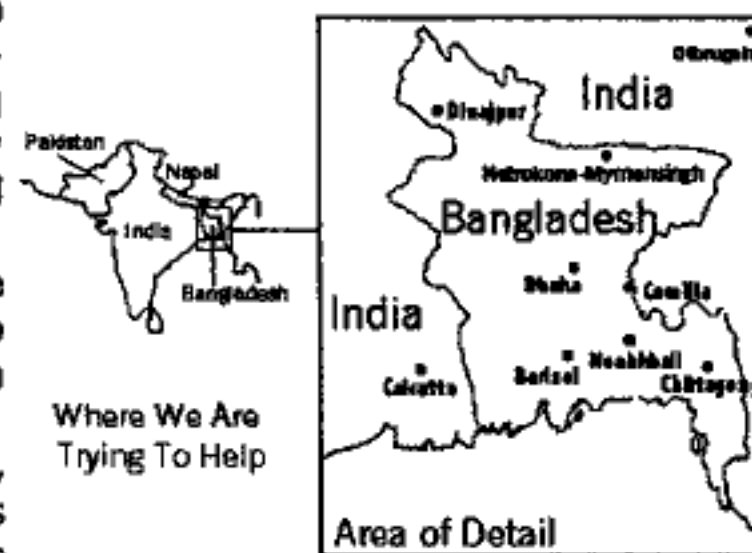 Pakistan
Nepal
India
Bangladesh
Where We Are
Trying To Help
India
Dinajpur
Netrokona-Mymensingh
Bangladesh
Dhaka
Comilla
India
Noakhali
Barisal
Calcutta
Area of Detail